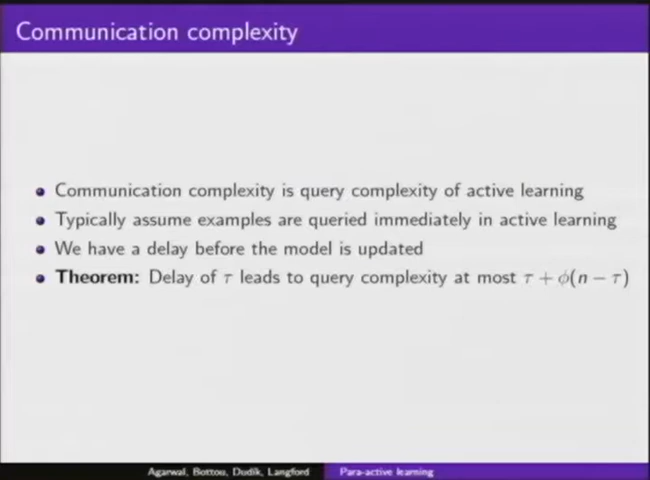 Communication complexity
Communication complexity is query complexity of active learning
Typically assume examples are queried immediately in active learning
We have a delay before the model is updated
Theorem: Delay of τ leads to query complexity at most τ + ϕ(n − τ)
Agarwal, Bottou, Dudík, Langford Para-active learning